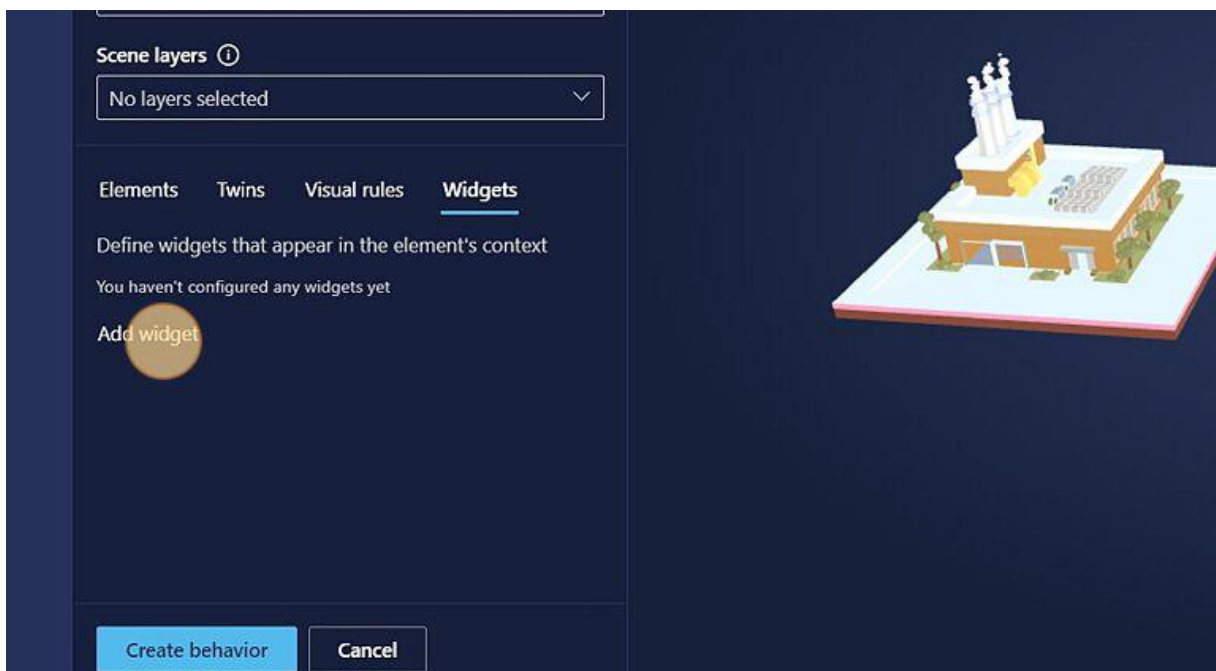 Scene layers
No layers selected
Elements Twins Visual rules Widgets
Define widgets that appear in the element's context
You haven't configured any widgets yet
Add widget
Create behavior Cancel